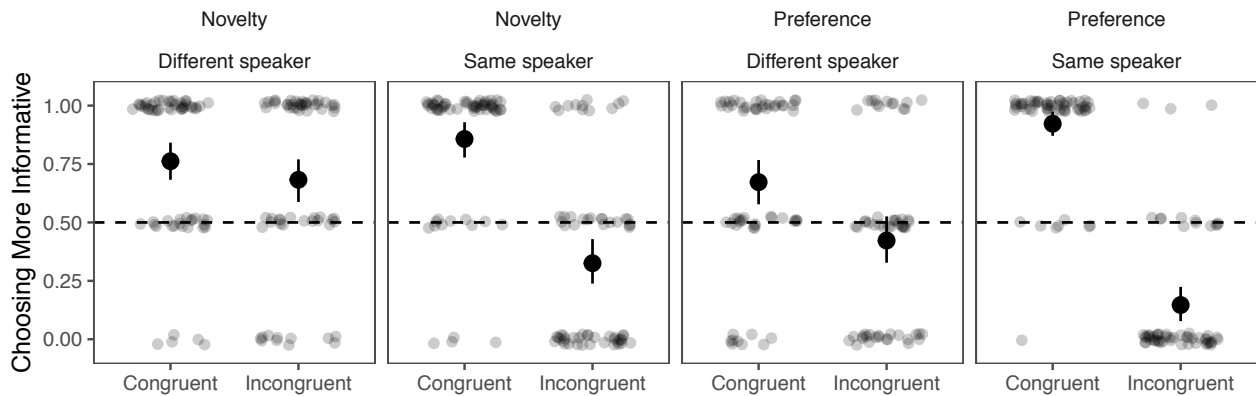 Novelty Novelty Preference Preference
Different speaker Same speaker Different speaker Same speaker
Choosing More Informative
1.00
0.75
0.50
0.25
0.00
Congruent Incongruent Congruent Incongruent Congruent Incongruent Congruent Incongruent